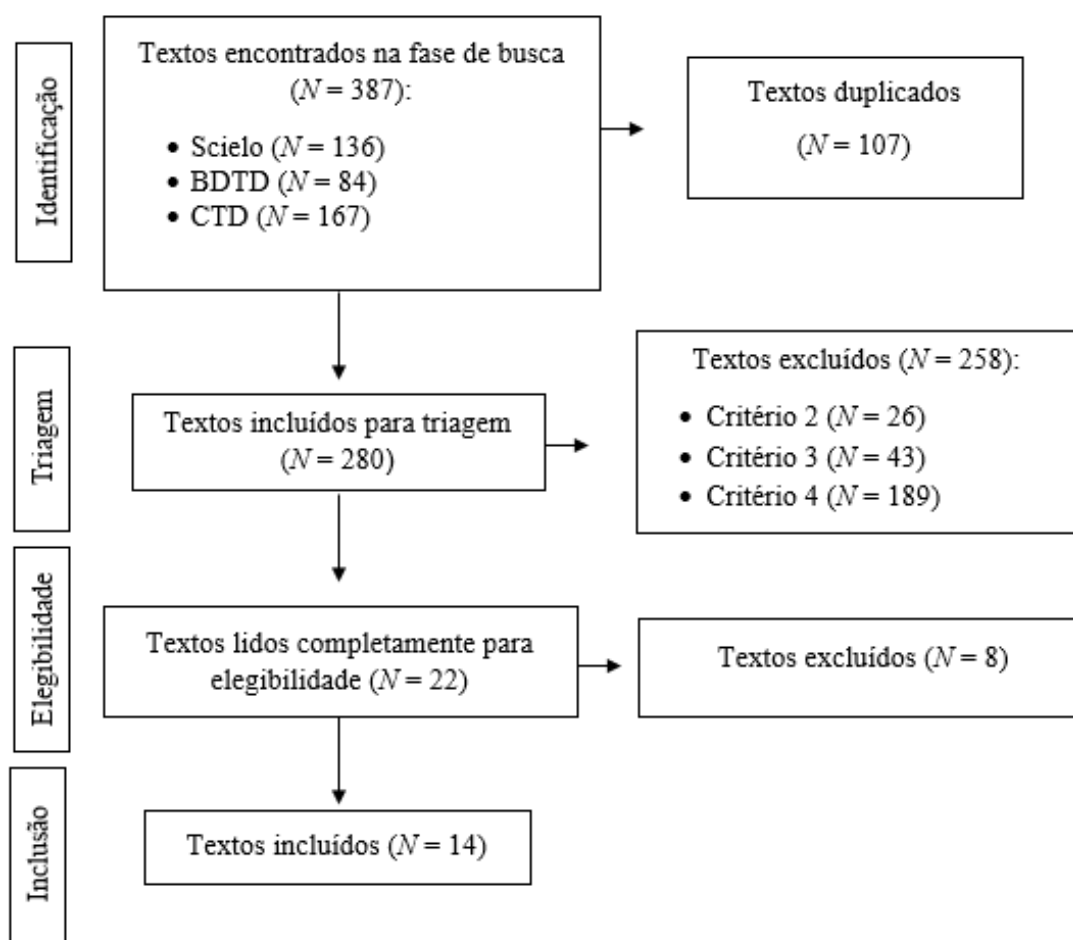 Identificação
Textos encontrados na fase de busca
(N = 387):
• Scielo (N = 136)
• BDTD (N = 84)
• CTD (N = 167)
Textos duplicados
(N = 107)
Triagem
Textos incluídos para triagem
(N = 280)
Textos excluídos (N = 258):
• Critério 2 (N = 26)
• Critério 3 (N = 43)
• Critério 4 (N = 189)
Elegibilidade
Textos lidos completamente para
elegibilidade (N = 22)
Textos excluídos (N = 8)
Inclusão
Textos incluídos (N = 14)